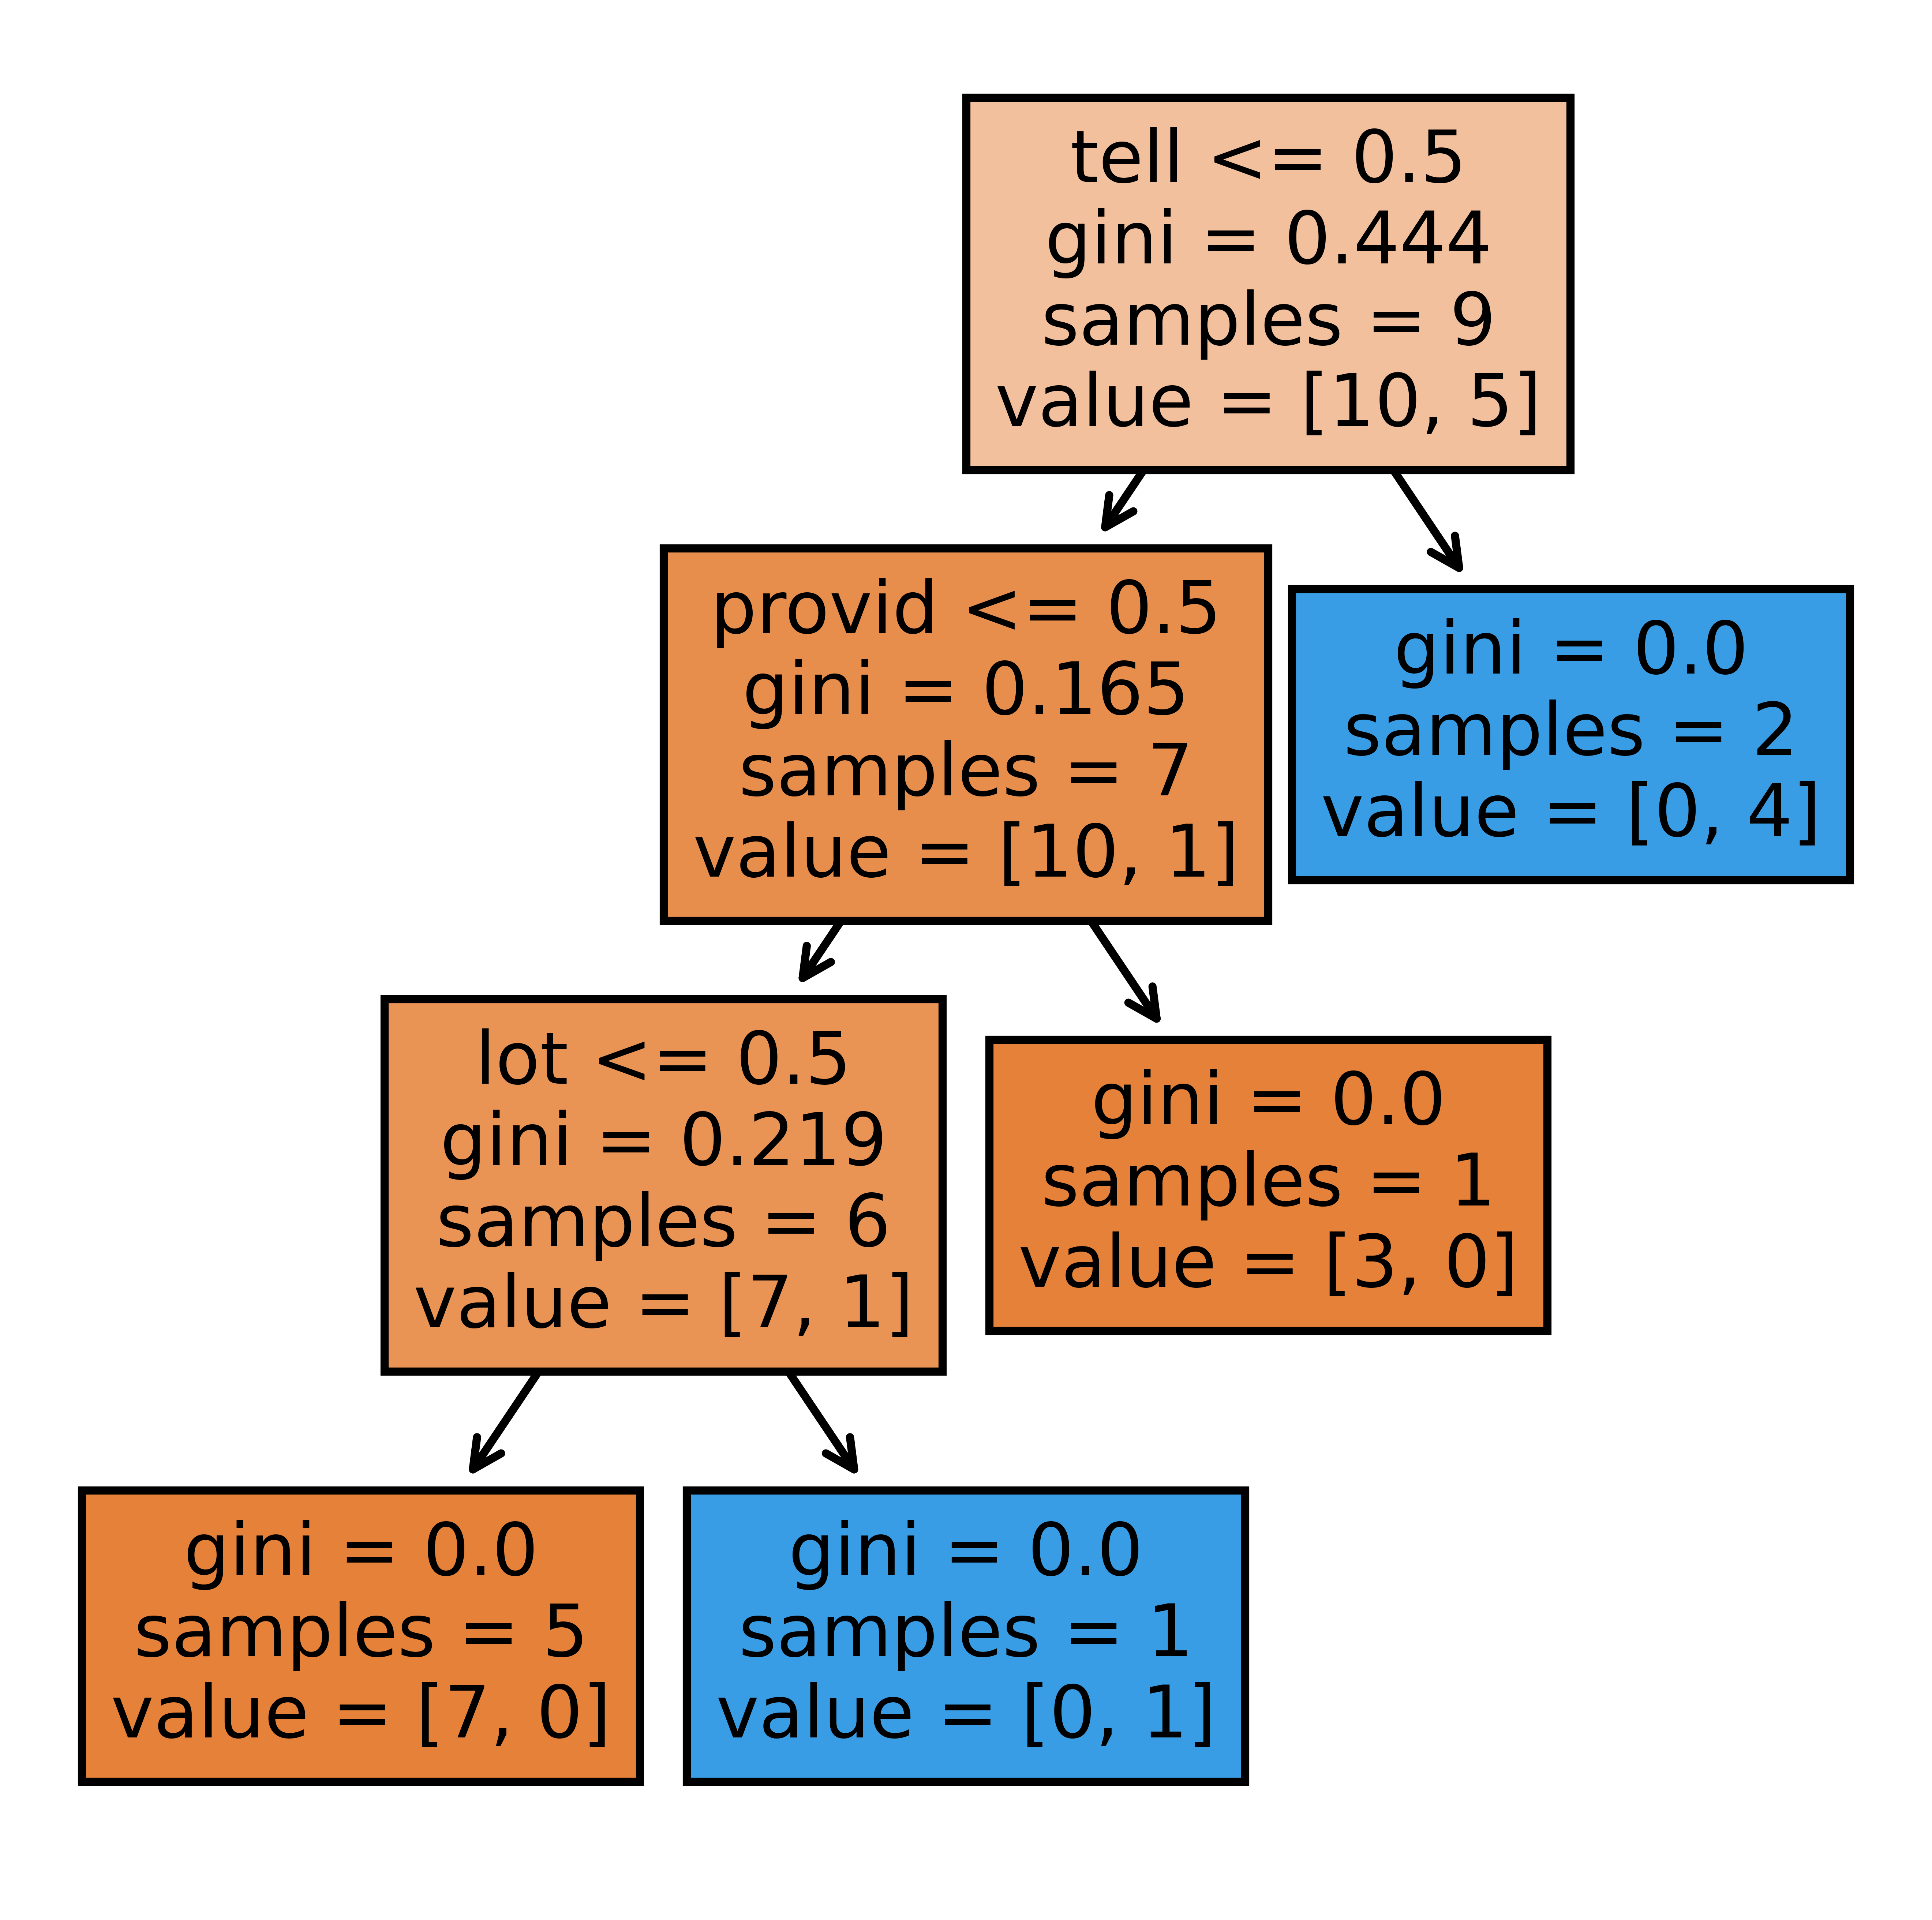 tell <= 0.5
gini = 0.444
samples = 9
value = [10, 5]
provid <= 0.5
gini = 0.165
samples = 7
value = [10, 1]
gini = 0.0
samples = 2
value = [0, 4]
lot <= 0.5
gini = 0.219
samples = 6
value = [7, 1]
gini = 0.0
samples = 1
value = [3, 0]
gini = 0.0
samples = 5
value = [7, 0]
gini = 0.0
samples = 1
value = [0, 1]